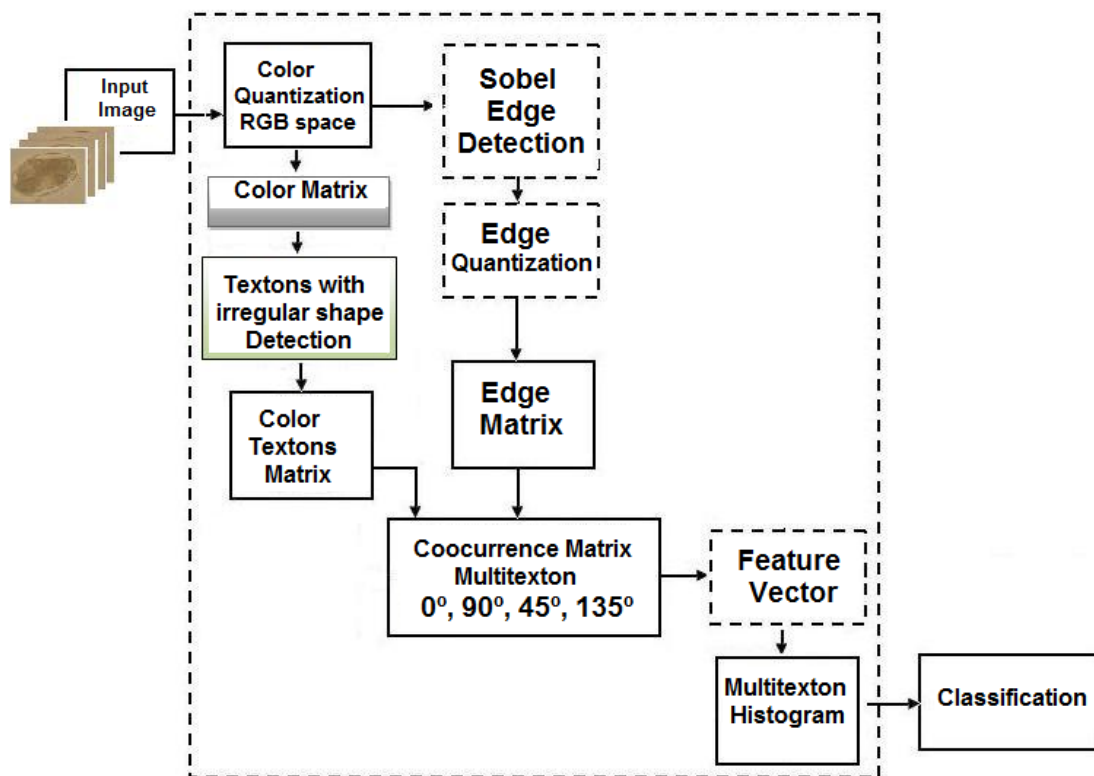 Input
Image
Color
Quantization
RGB space
Sobel
Edge
Detection
Color Matrix
Edge
Quantization
Textons with
irregular shape
Detection
Edge
Matrix
Color
Textons
Matrix
Coocurrence Matrix
Multitexton
0º, 90º, 45º, 135º
Feature
Vector
Multitexton
Histogram
Classification